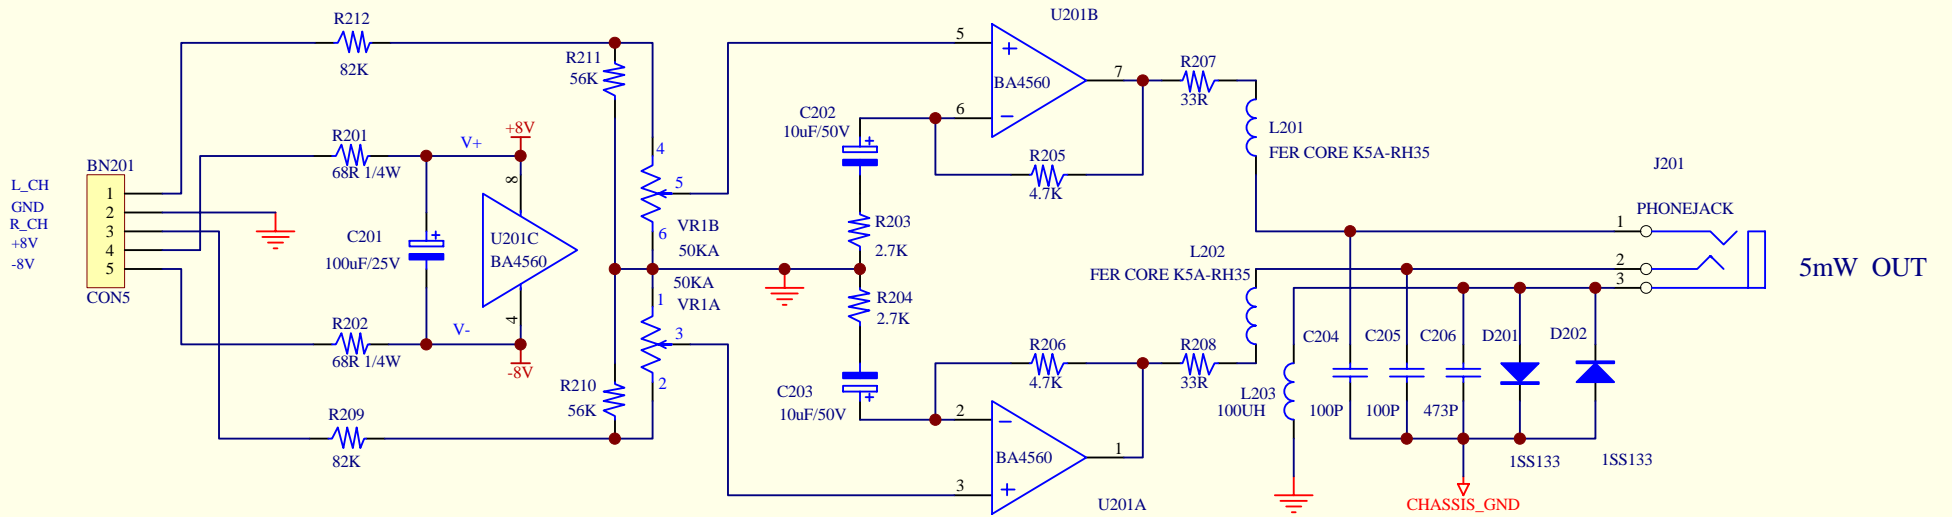 U201B
R212
82K
R211
56K
5
+
BA4560
7
6
−
R207
33R
C202
10uF/50V
L201
FER CORE K5A-RH35
R205
4.7K
R201
68R 1/4W
V+
+8V
8
4
5
6
VR1B
50KA
BN201
L_CH
GND
R_CH
+8V
-8V
1
2
3
4
5
CON5
C201
100uF/25V
+
U201C
BA4560
4
R203
2.7K
J201
PHONEJACK
1
2
3
5mW OUT
L202
FER CORE K5A-RH35
50KA
VR1A
1
3
2
R204
2.7K
R202
68R 1/4W
V-
-8V
R210
56K
R209
82K
C203
10uF/50V
+
+
R206
4.7K
R208
33R
2
−
BA4560
1
3
+
U201A
L203
100UH
C204
100P
C205
100P
C206
473P
D201
1SS133
D202
1SS133
CHASSIS_GND